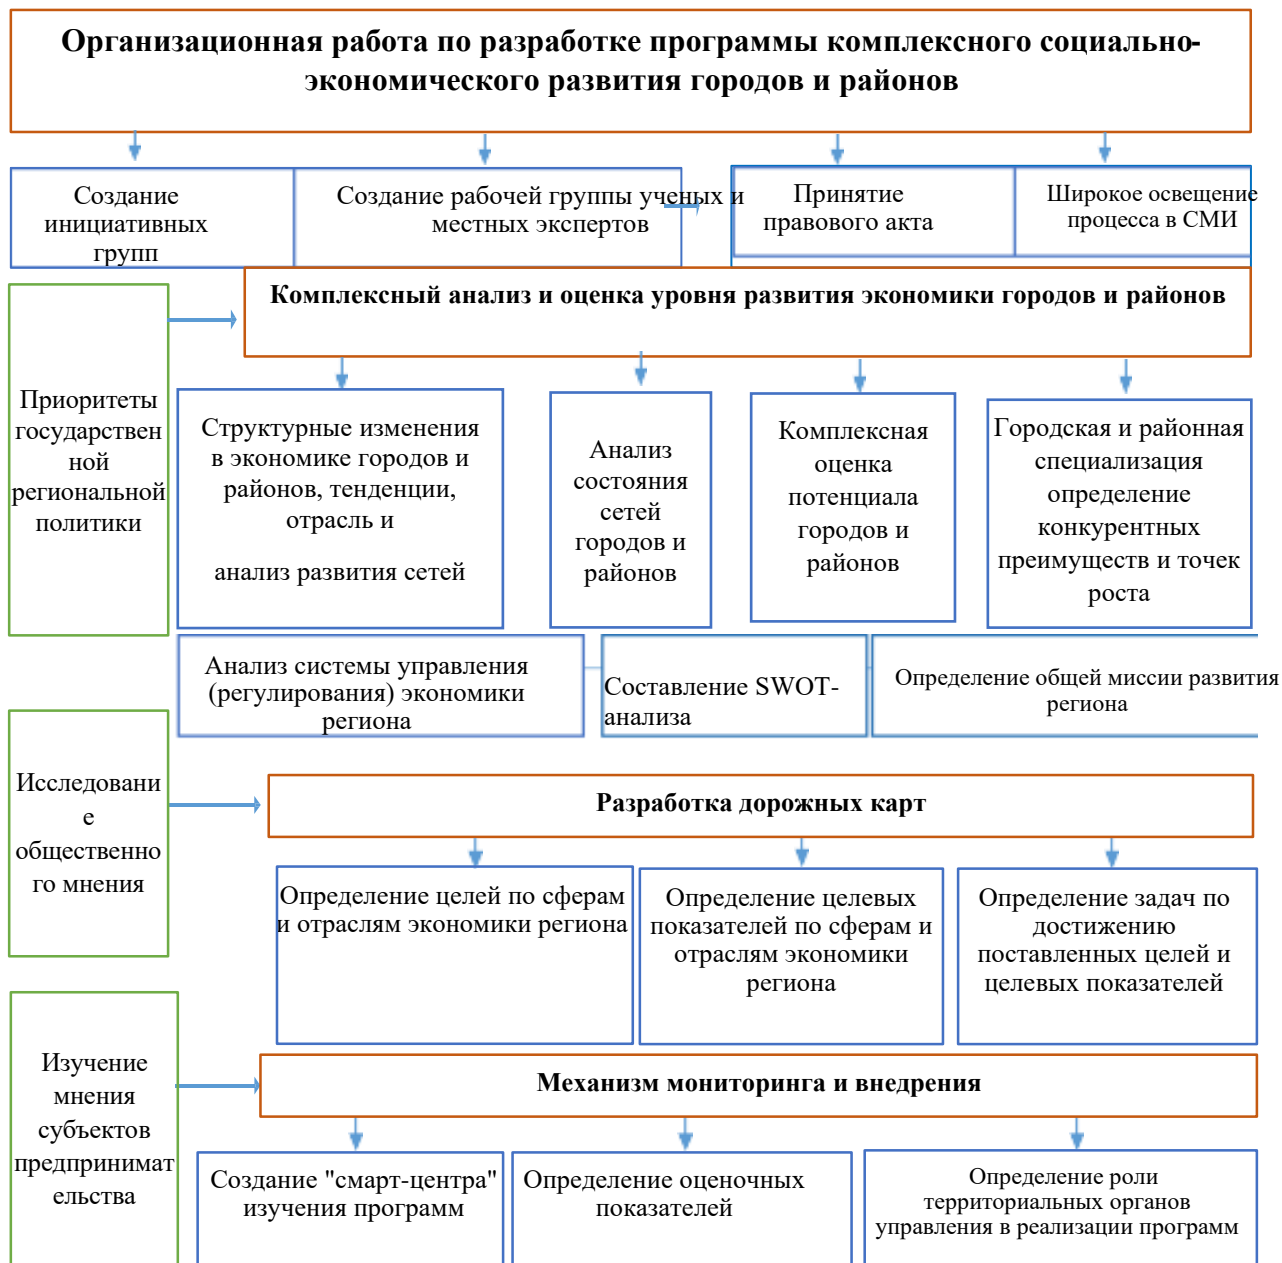 Организационная работа по разработке программы комплексного социально-
экономического развития городов и районов
Создание
инициативных
групп
Создание рабочей группы ученых и
местных экспертов
Принятие
правового акта
Широкое освещение
процесса в СМИ
Комплексный анализ и оценка уровня развития экономики городов и районов
Приоритеты
государствен
ной
региональной
политики
Структурные изменения
в экономике городов и
районов, тенденции,
отрасль и
анализ развития сетей
Анализ
состояния
сетей
городов и
районов
Комплексная
оценка
потенциала
городов и
районов
Городская и районная
специализация
определение
конкурентных
преимуществ и точек
роста
Анализ системы управления
(регулирования) экономики
региона
Составление SWOT-
анализа
Определение общей миссии развития
региона
Исследовани
е
общественно
го мнения
Разработка дорожных карт
Определение целей по сферам
и отраслям экономики региона
Определение целевых
показателей по сферам и
отраслям экономики
региона
Определение задач по
достижению
поставленных целей и
целевых показателей
Изучение
мнения
субъектов
предпринимат
ельства
Механизм мониторинга и внедрения
Создание "смарт-центра"
изучения программ
Определение оценочных
показателей
Определение роли
территориальных органов
управления в реализации программ